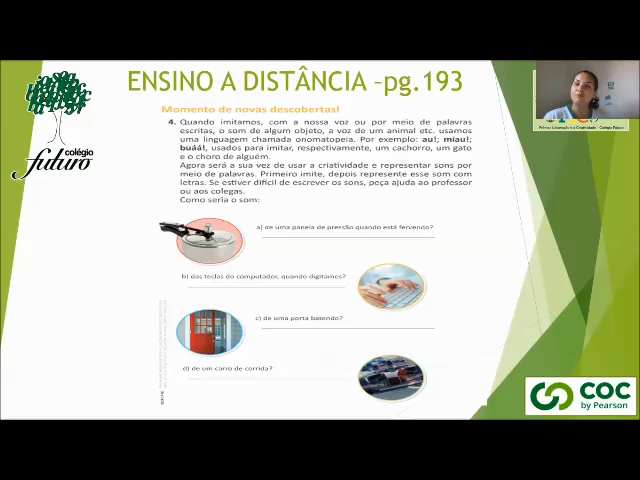 ENSINO A DISTÂNCIA –pg.193
colégio
futuro
Momento de novas descobertas!
4. Quando imitamos, com a nossa voz ou por meio de palavras
escritas, o som de algum objeto, a voz de um animal etc. usamos
uma linguagem chamada onomatopeia. Por exemplo: au!; miau!;
buáá!, usados para imitar, respectivamente, um cachorro, um gato
e o choro de alguém.
Agora será a sua vez de usar a criatividade e representar sons por
meio de palavras. Primeiro imite, depois represente esse som com
letras. Se estiver difícil de escrever os sons, peça ajuda ao professor
ou aos colegas.
Como seria o som:
a) de uma panela de pressão quando está fervendo?
b) das teclas do computador, quando digitamos?
c) de uma porta batendo?
d) de um carro de corrida?
COC
by Pearson